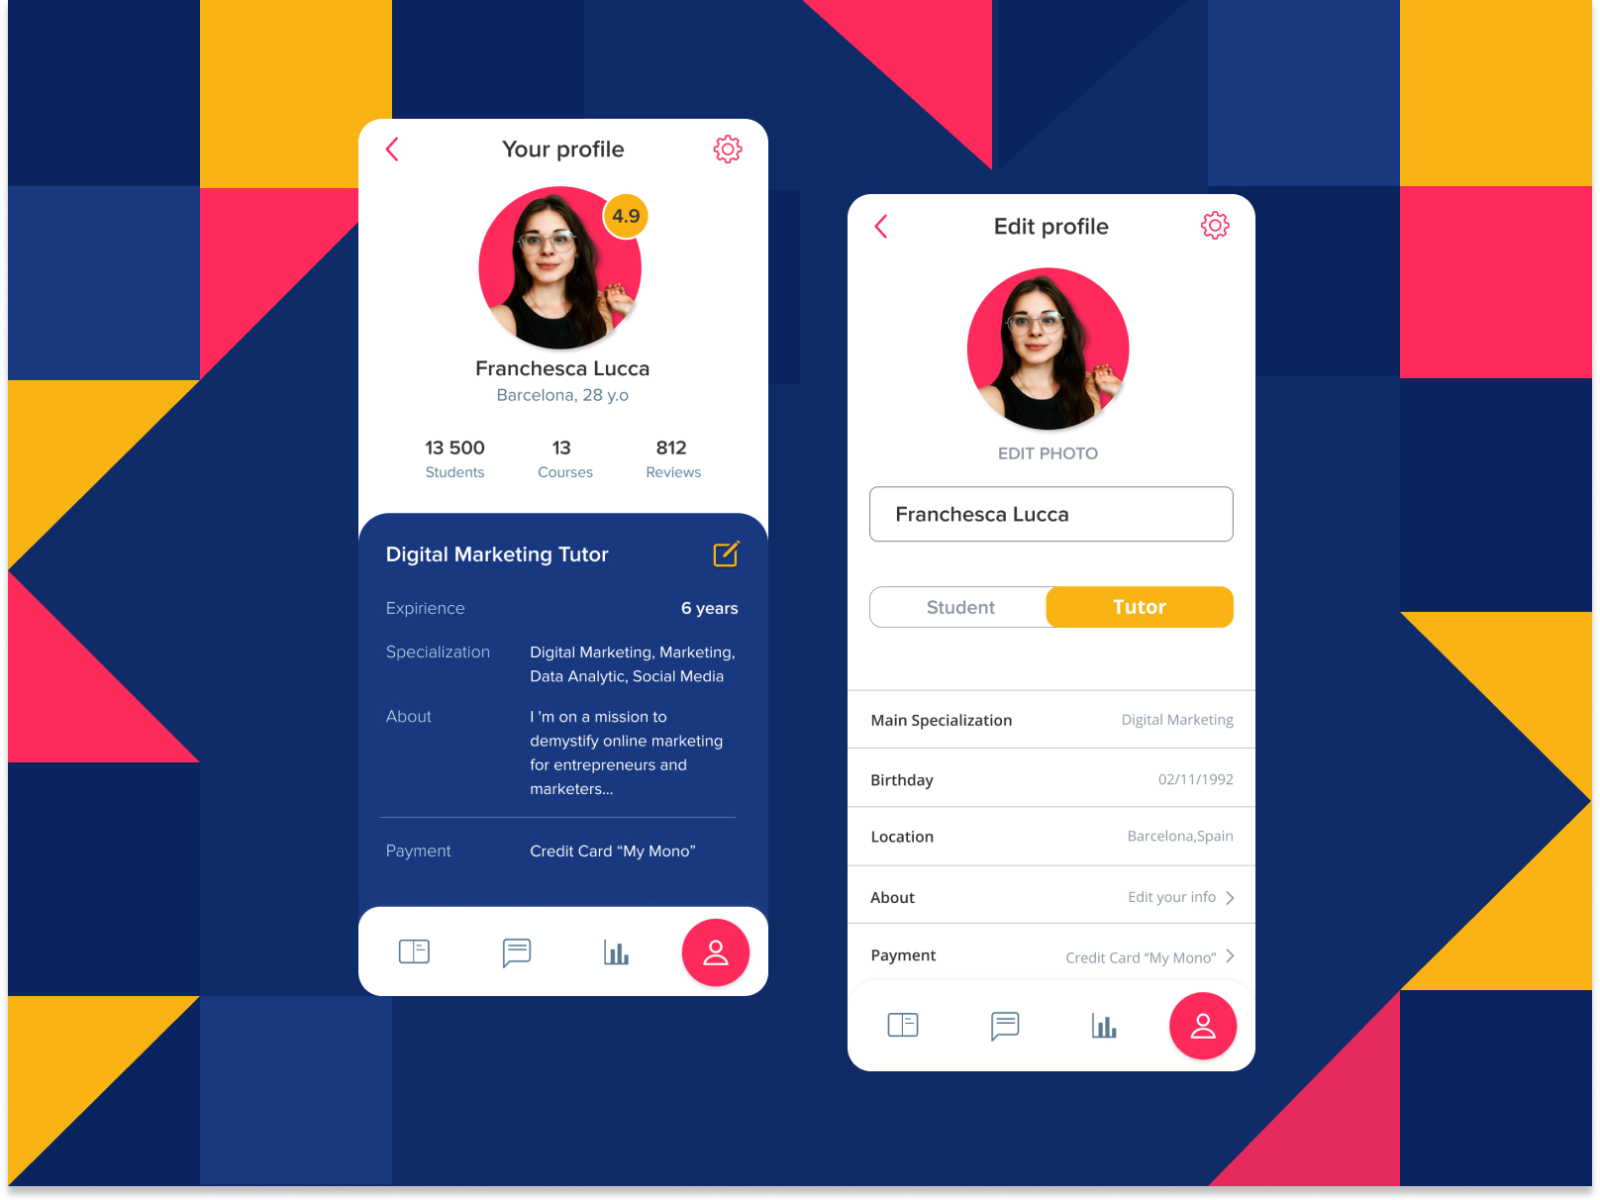 Your profile
4.9
Franchesca Lucca
Barcelona, 28 y.o
13 500
13
812
Students
Courses
Reviews
Digital Marketing Tutor
Expirience
6 years
Specialization
Digital Marketing, Marketing,
Data Analytic, Social Media
About
I 'm on a mission to
demystify online marketing
for entrepreneurs and
marketers...
Payment
Credit Card “My Mono”
Edit profile
EDIT PHOTO
Franchesca Lucca
Student
Tutor
Main Specialization
Digital Marketing
Birthday
02/11/1992
Location
Barcelona,Spain
About
Edit your info
Payment
Credit Card “My Mono”